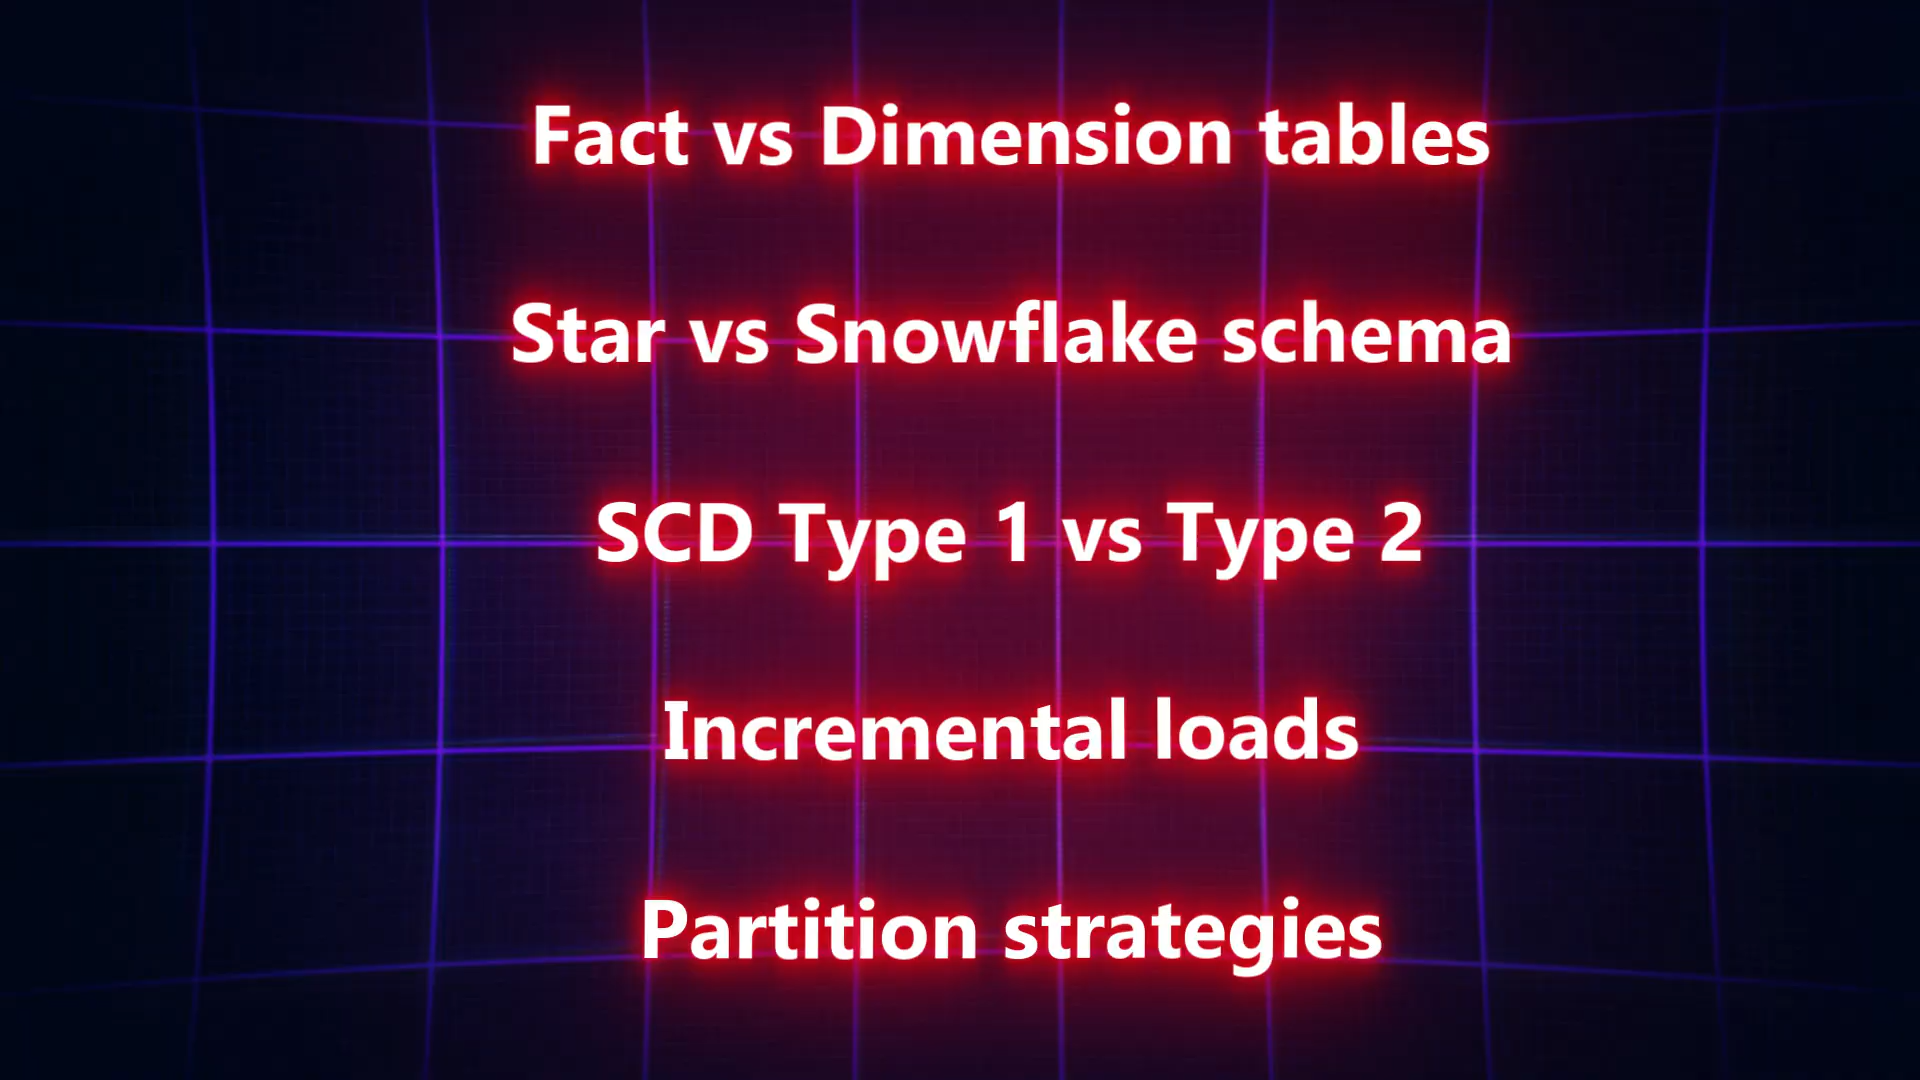 Fact vs Dimension tables
Star vs Snowflake schema
SCD Type 1 vs Type 2
Incremental loads
Partition strategies